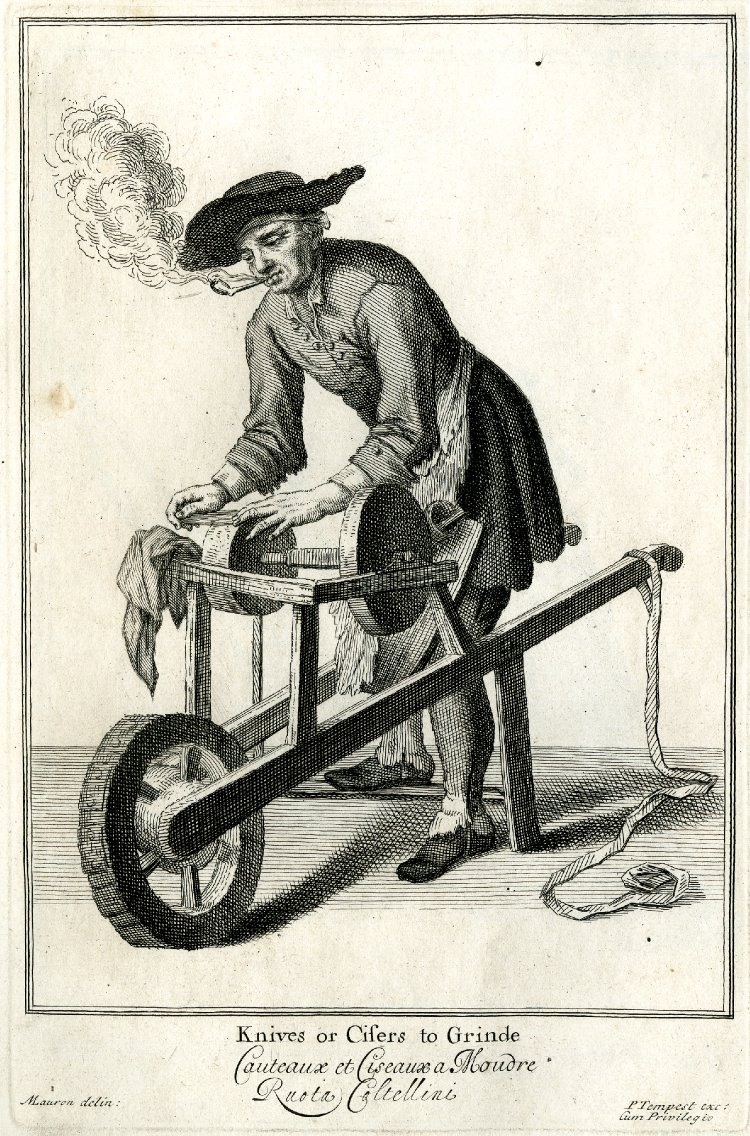 Knives or Ciſers to Grinde
Cauteaux et Ciseaux a Moudre
Ruota Coltellini
Mauron delin:
P Tempest exc:
Cum Privilegio